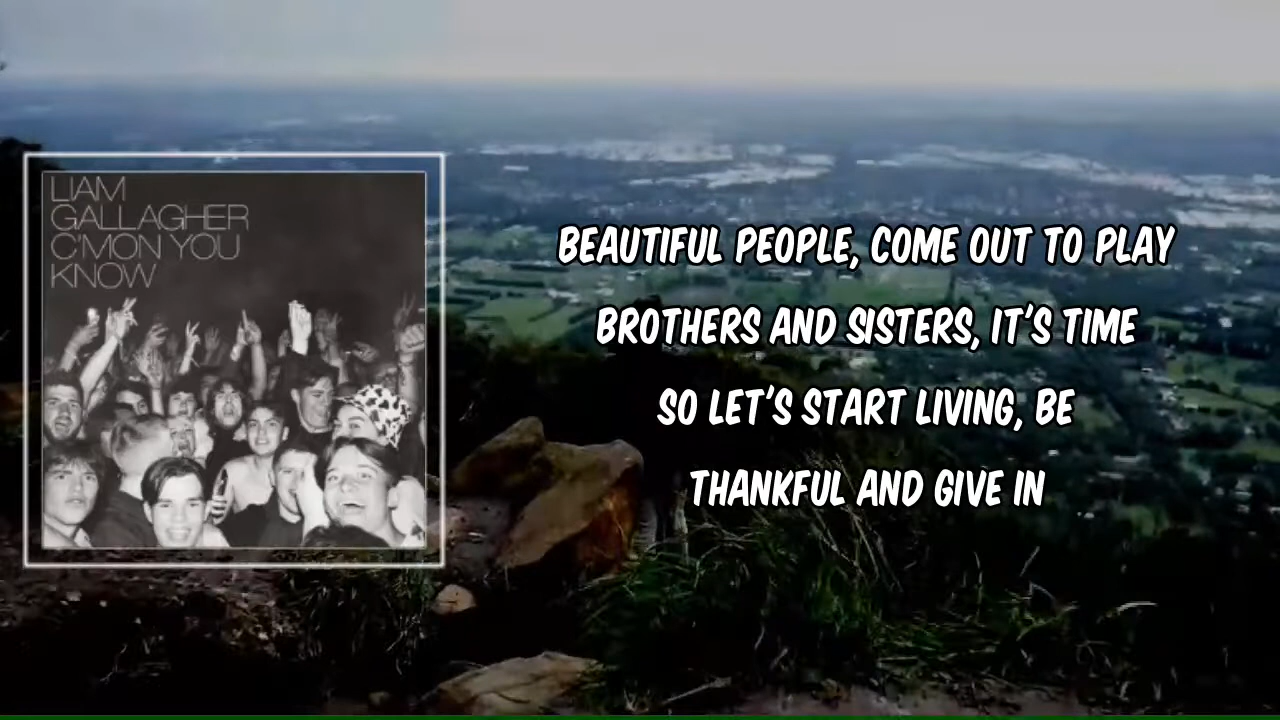 LIAM
GALLAGHER
C'MON YOU
KNOW
BEAUTIFUL PEOPLE, COME OUT TO PLAY
BROTHERS AND SISTERS, IT'S TIME
SO LET'S START LIVING, BE
THANKFUL AND GIVE IN